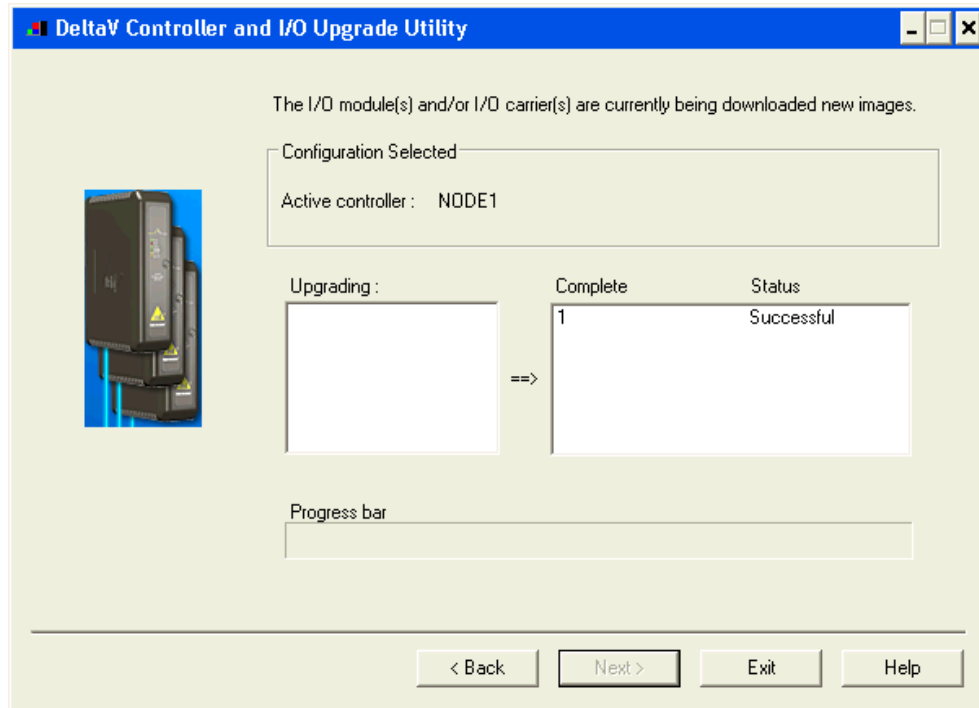 DeltaV Controller and I/O Upgrade Utility
The I/O module(s) and/or I/O carrier(s) are currently being downloaded new images.
Configuration Selected
Active controller : NODE1
Upgrading :
Complete Status
1 Successful
==>
Progress bar
< Back Next > Exit Help